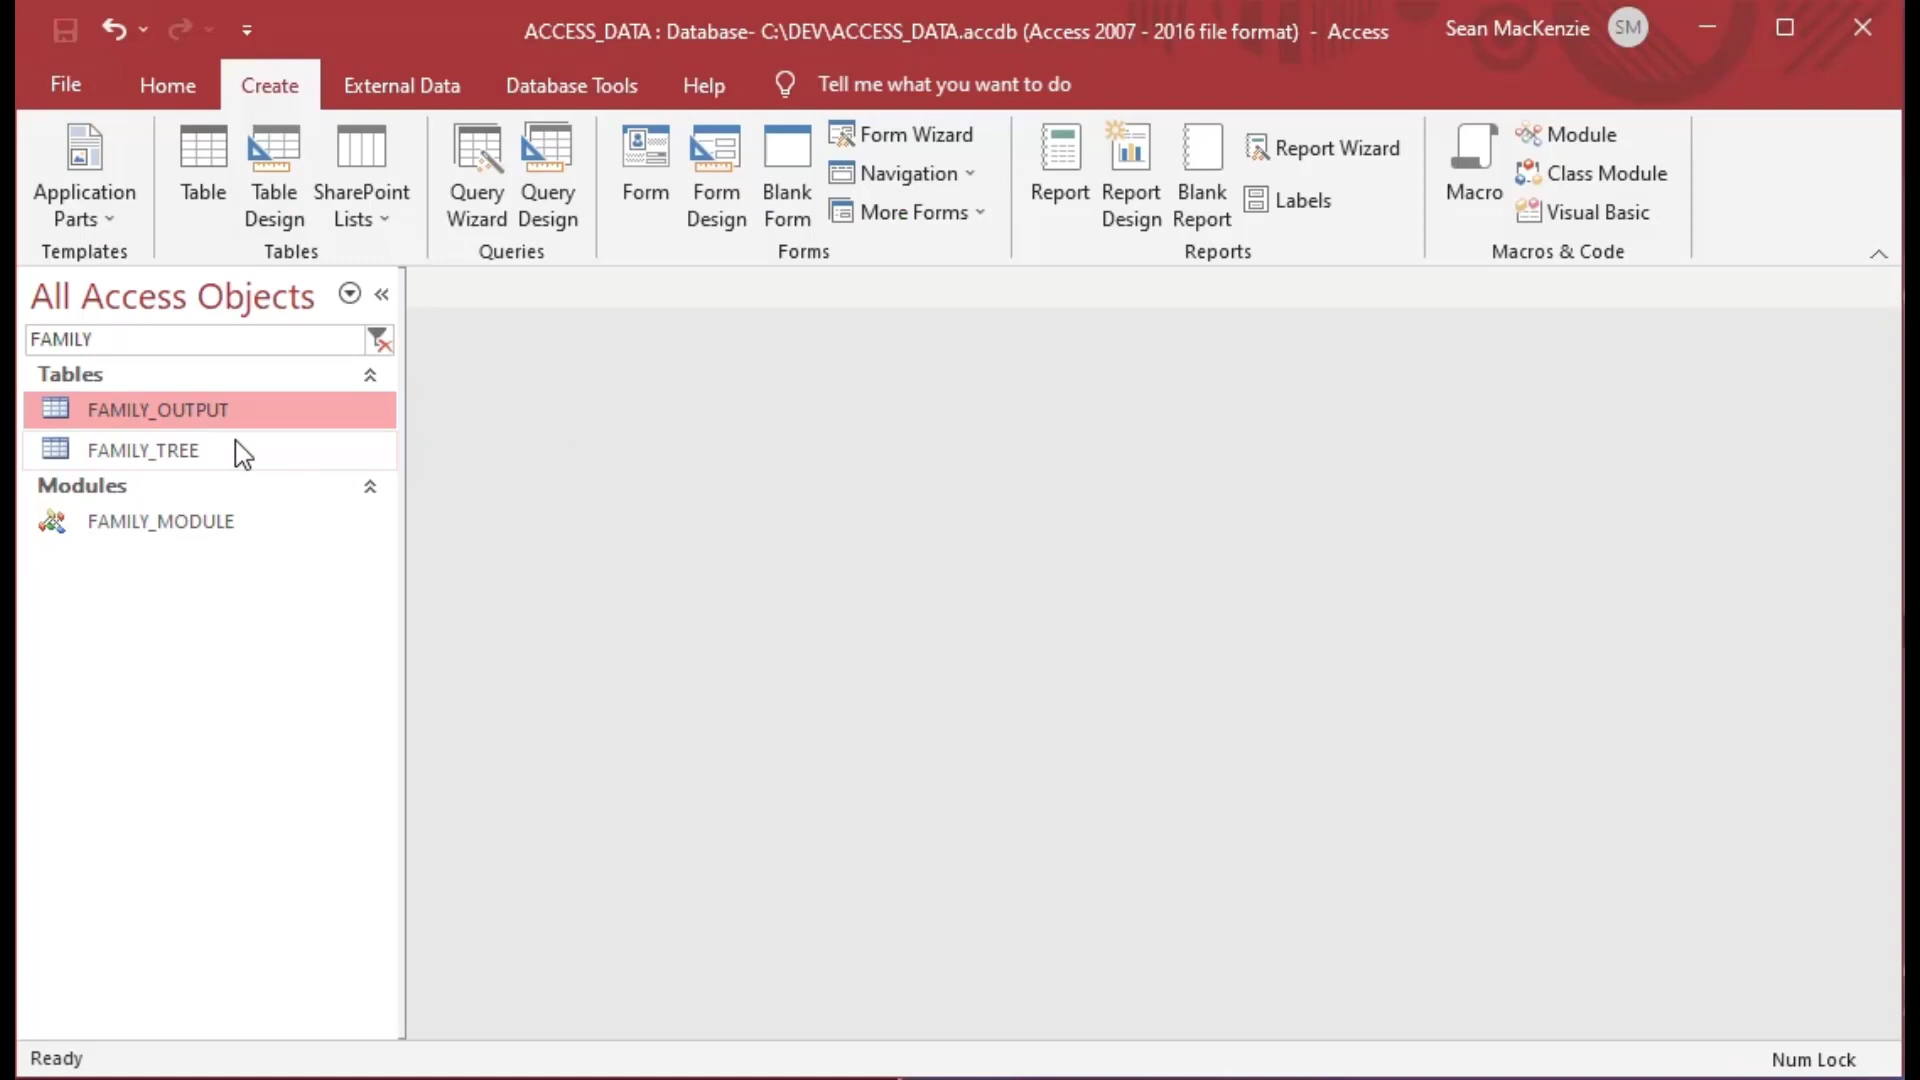 ACCESS_DATA : Database- C:\DEV\ACCESS_DATA.accdb (Access 2007 - 2016 file format) - Access
Sean MacKenzie SM
File Home Create External Data Database Tools Help Tell me what you want to do
Application Parts
Templates
Table
Table Design
SharePoint Lists
Tables
Query Wizard
Query Design
Queries
Form
Form Design
Blank Form
Form Wizard
Navigation
More Forms
Forms
Report
Report Design
Blank Report
Report Wizard
Labels
Reports
Macro
Module
Class Module
Visual Basic
Macros & Code
All Access Objects
FAMILY
Tables
FAMILY_OUTPUT
FAMILY_TREE
Modules
FAMILY_MODULE
Ready
Num Lock